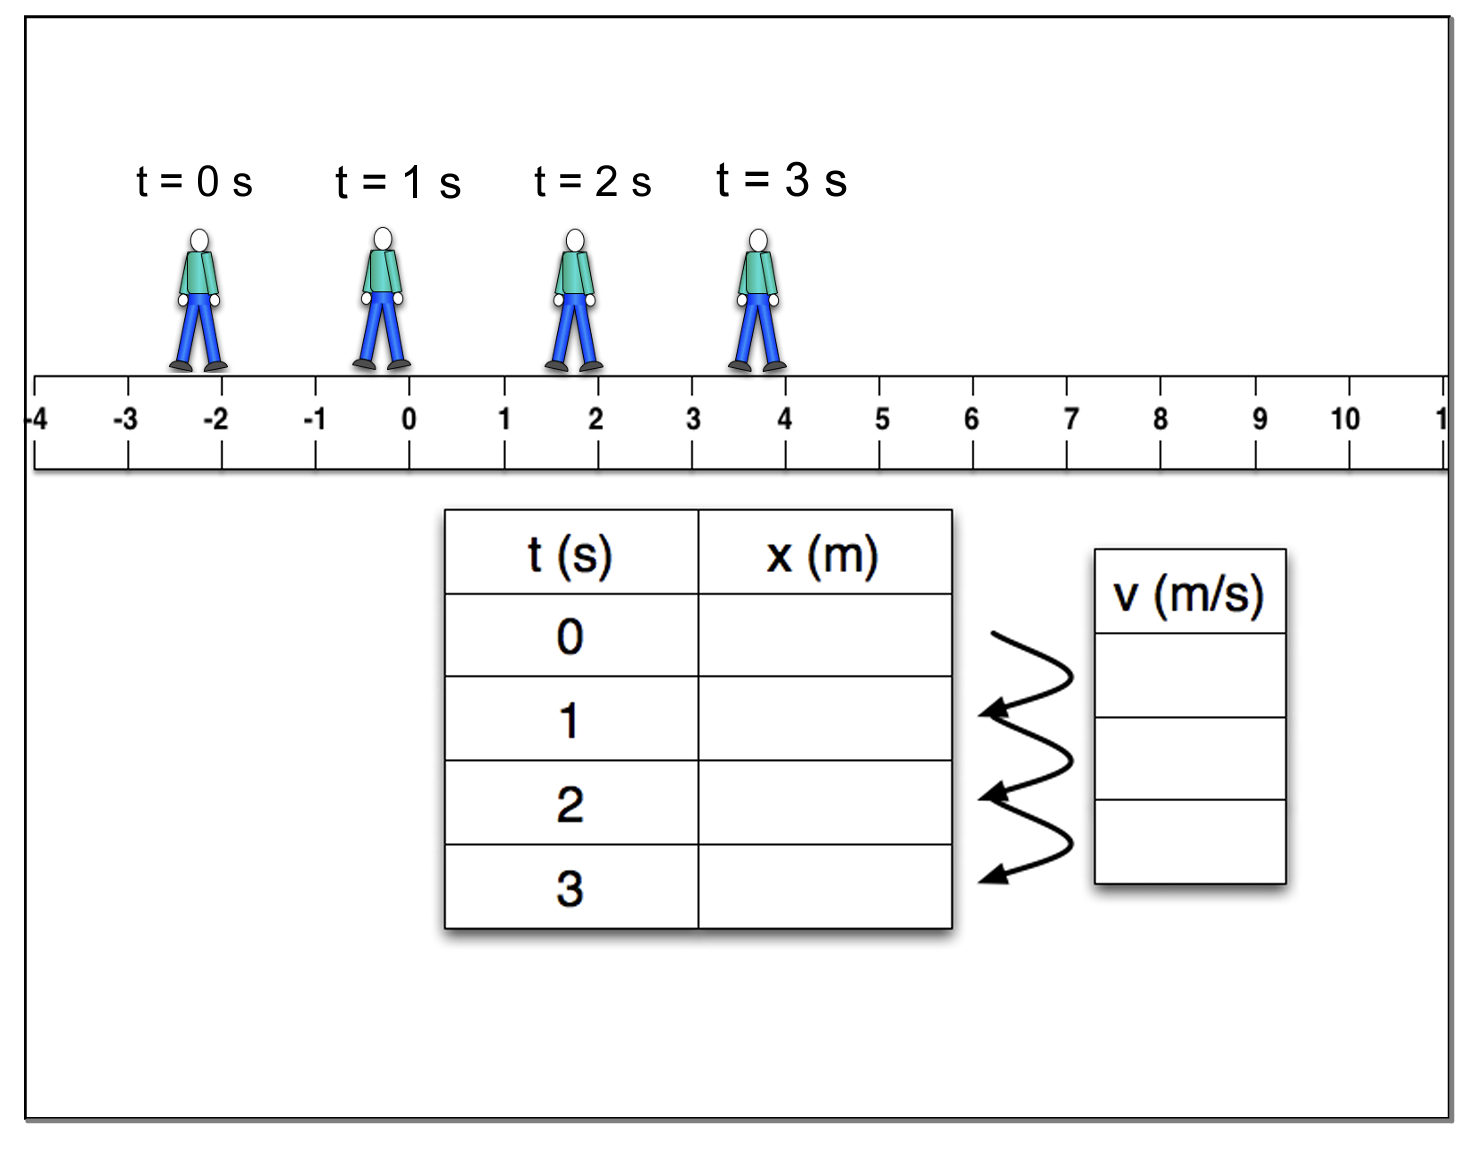 t = 0 s t = 1 s t = 2 s t = 3 s
-4 -3 -2 -1 0 1 2 3 4 5 6 7 8 9 10 1
t (s) x (m)
v (m/s)
0
1
2
3